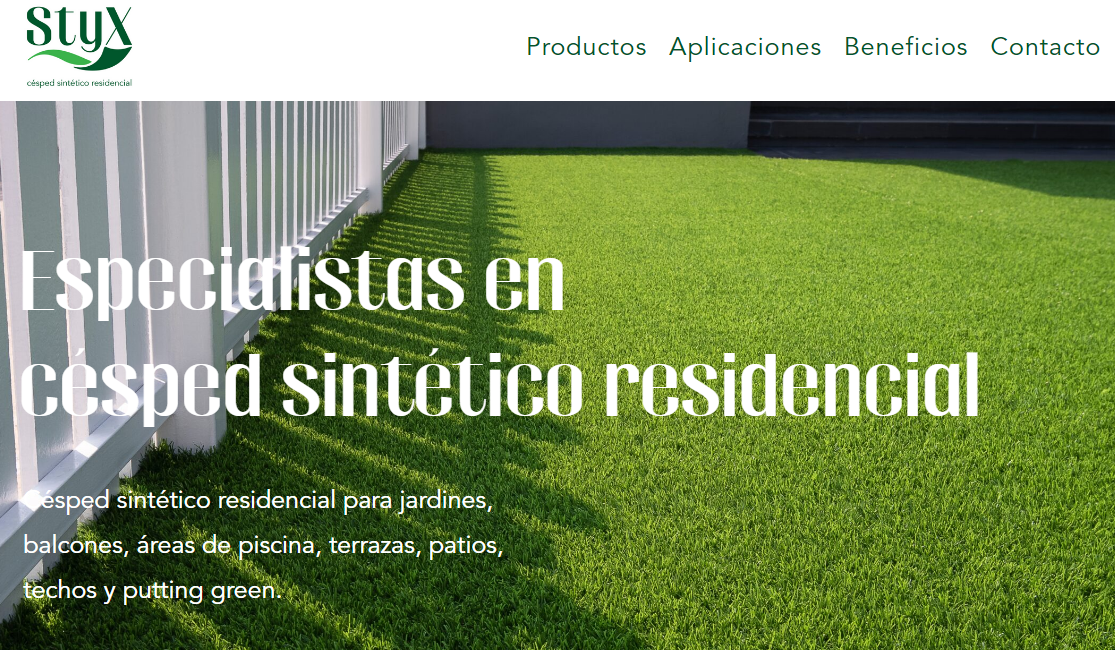 StyX
césped sintético residencial
Productos Aplicaciones Beneficios Contacto
Especialistas en
césped sintético residencial
Césped sintético residencial para jardines,
balcones, áreas de piscina, terrazas, patios,
techos y putting green.